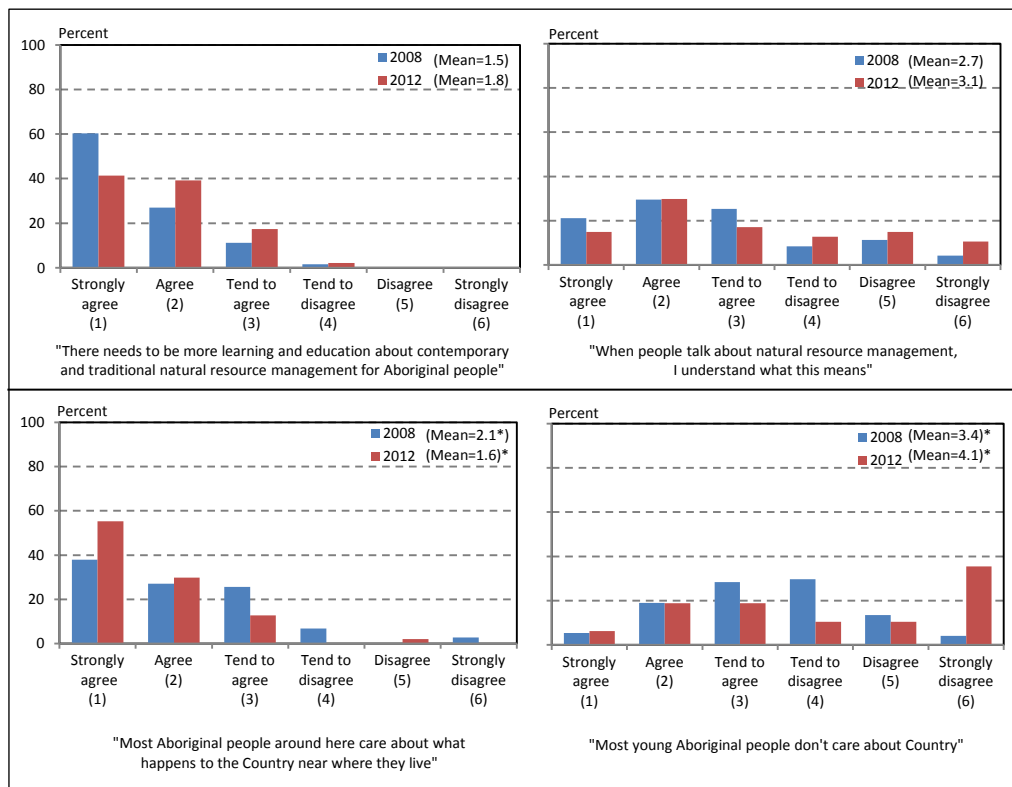 Percent
100
80
60
40
20
0
2008 (Mean=1.5)
2012 (Mean=1.8)
Strongly agree (1)
Agree (2)
Tend to agree (3)
Tend to disagree (4)
Disagree (5)
Strongly disagree (6)
"There needs to be more learning and education about contemporary
and traditional natural resource management for Aboriginal people"
Percent
2008 (Mean=2.7)
2012 (Mean=3.1)
Strongly agree (1)
Agree (2)
Tend to agree (3)
Tend to disagree (4)
Disagree (5)
Strongly disagree (6)
"When people talk about natural resource management,
I understand what this means"
Percent
100
80
60
40
20
0
2008 (Mean=2.1*)
2012 (Mean=1.6)*
Strongly agree (1)
Agree (2)
Tend to agree (3)
Tend to disagree (4)
Disagree (5)
Strongly disagree (6)
"Most Aboriginal people around here care about what
happens to the Country near where they live"
Percent
2008 (Mean=3.4)*
2012 (Mean=4.1)*
Strongly agree (1)
Agree (2)
Tend to agree (3)
Tend to disagree (4)
Disagree (5)
Strongly disagree (6)
"Most young Aboriginal people don't care about Country"